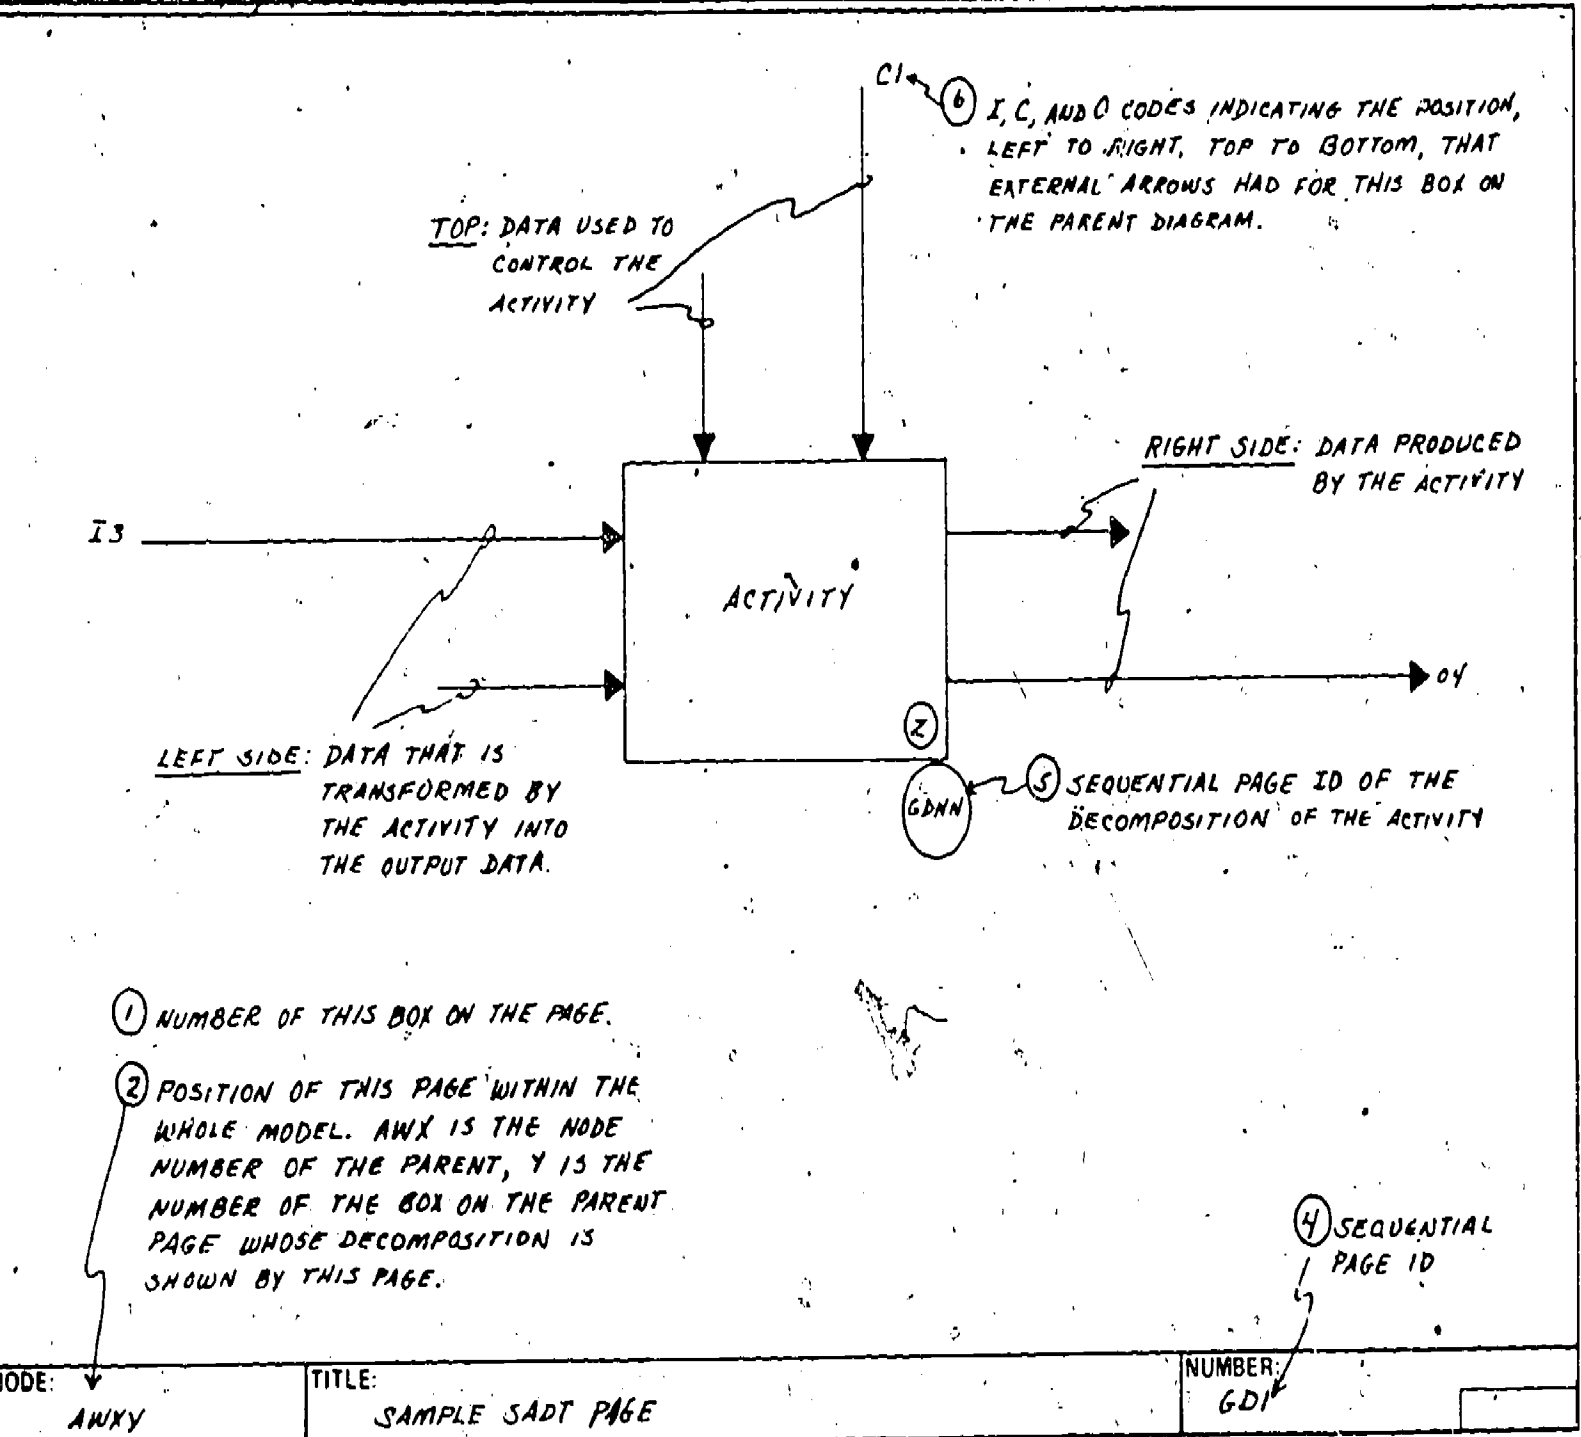 C1
(6) I, C, AND O CODES INDICATING THE POSITION,
LEFT TO RIGHT, TOP TO BOTTOM, THAT
EXTERNAL ARROWS HAD FOR THIS BOX ON
THE PARENT DIAGRAM.
TOP: DATA USED TO
CONTROL THE
ACTIVITY
RIGHT SIDE: DATA PRODUCED
BY THE ACTIVITY
I3
ACTIVITY
O4
Z
LEFT SIDE: DATA THAT IS
TRANSFORMED BY
THE ACTIVITY INTO
THE OUTPUT DATA.
GDNN
(5) SEQUENTIAL PAGE ID OF THE
DECOMPOSITION OF THE ACTIVITY
(1) NUMBER OF THIS BOX ON THE PAGE.
(2) POSITION OF THIS PAGE WITHIN THE
WHOLE MODEL. AWX IS THE NODE
NUMBER OF THE PARENT, Y IS THE
NUMBER OF THE BOX ON THE PARENT
PAGE WHOSE DECOMPOSITION IS
SHOWN BY THIS PAGE.
(4) SEQUENTIAL
PAGE ID
NODE:
AWXY
TITLE:
SAMPLE SADT PAGE
NUMBER:
GD1